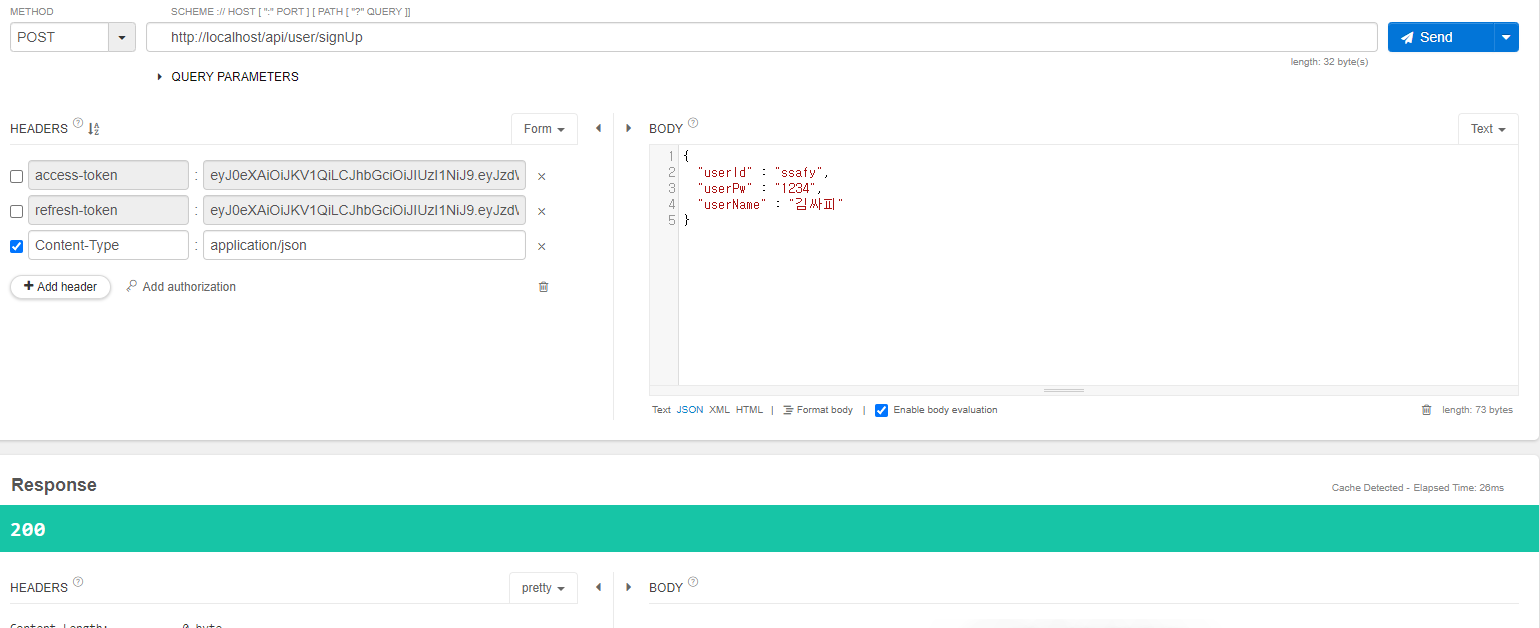 METHOD
SCHEME :// HOST [ ":" PORT ] [ PATH [ "?" QUERY ]]
POST
http://localhost/api/user/signUp
Send
length: 32 byte(s)
QUERY PARAMETERS
HEADERS ? Form
BODY ? Text
access-token : eyJ0eXAiOiJKV1QiLCJhbGciOiJIUzI1NiJ9.eyJzdV
refresh-token : eyJ0eXAiOiJKV1QiLCJhbGciOiJIUzI1NiJ9.eyJzdV
Content-Type : application/json
+ Add header Add authorization
1 {
2 "userId" : "ssafy",
3 "userPw" : "1234",
4 "userName" : "김싸피"
5 }
Text JSON XML HTML | Format body | Enable body evaluation length: 73 bytes
Response
Cache Detected - Elapsed Time: 26ms
200
HEADERS ? pretty
BODY ?
Content-Length: 0 byte